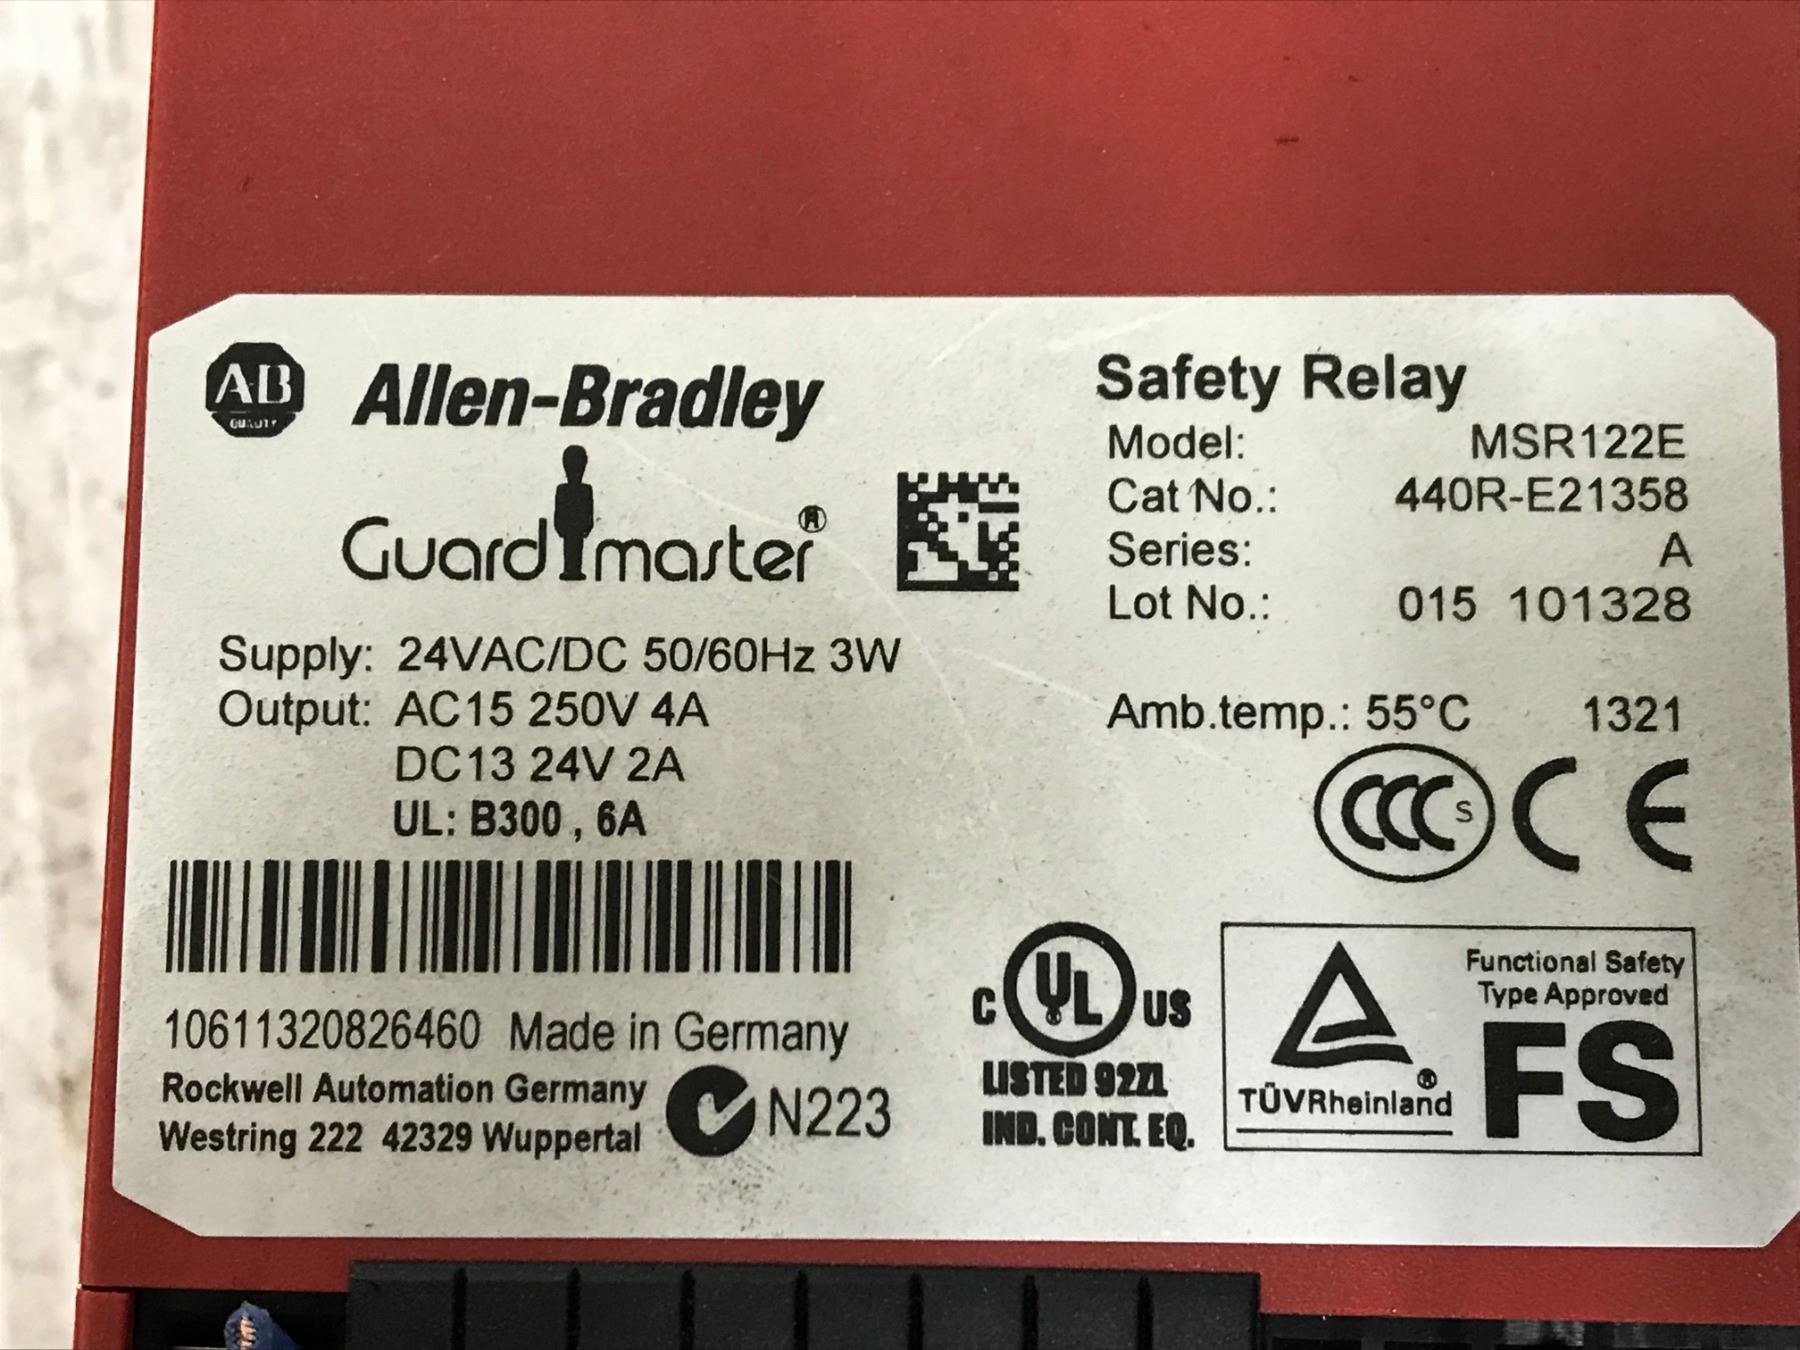 AB
QUALITY
Allen-Bradley
Guardmaster®
Safety Relay
Model: MSR122E
Cat No.: 440R-E21358
Series: A
Lot No.: 015 101328
Supply: 24VAC/DC 50/60Hz 3W
Output: AC15 250V 4A
DC13 24V 2A
UL: B300 , 6A
Amb.temp.: 55°C 1321
CCC S CE
10611320826460 Made in Germany
Rockwell Automation Germany
Westring 222 42329 Wuppertal
N223
C UL US
LISTED 92ZL
IND. CONT. EQ.
Functional Safety
Type Approved
FS
TÜVRheinland®